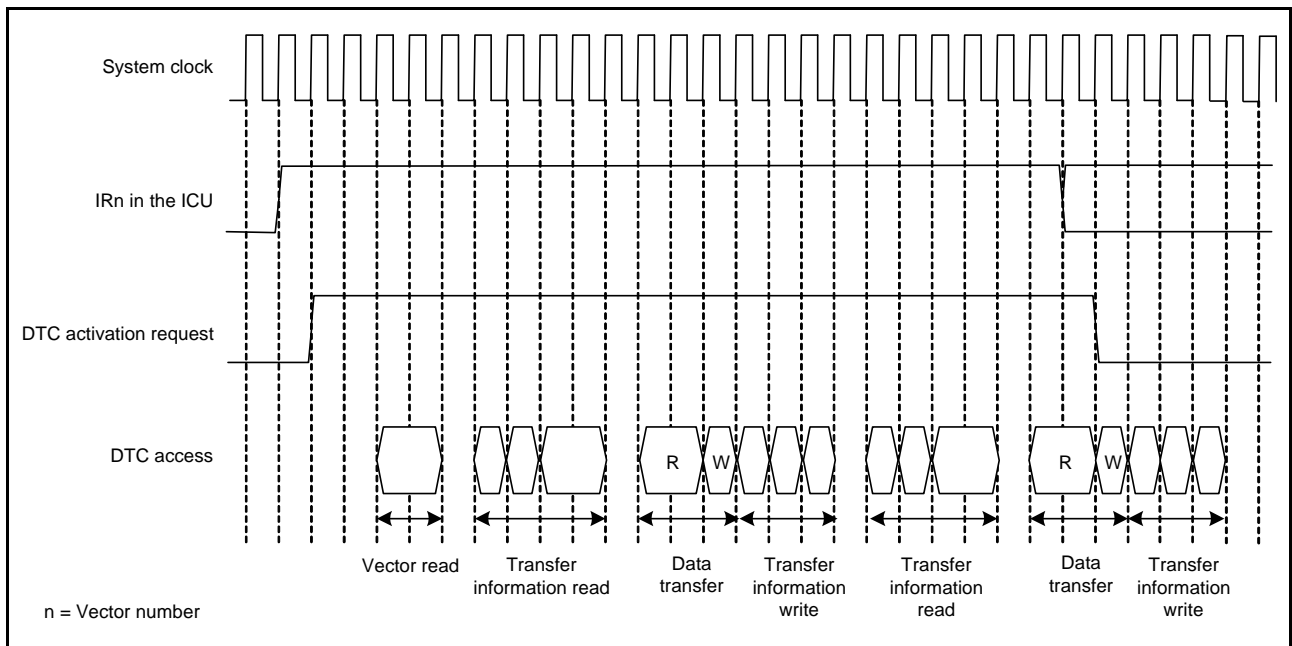 System clock
IRn in the ICU
DTC activation request
DTC access
R
W
R
W
Vector read
Transfer
information read
Data
transfer
Transfer
information
write
Transfer
information
read
Data
transfer
Transfer
information
write
n = Vector number